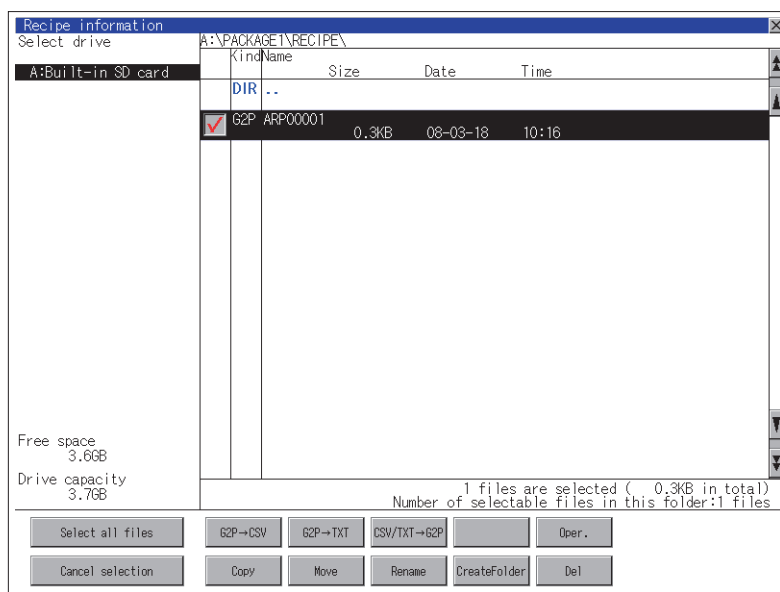 Recipe information
Select drive
A:\PACKAGE1\RECIPE\
A:Built-in SD card
Kind Name
Size Date Time
DIR ..
G2P ARP00001
0.3KB 08-03-18 10:16
Free space
3.6GB
Drive capacity
3.7GB
1 files are selected ( 0.3KB in total)
Number of selectable files in this folder:1 files
Select all files G2P→CSV G2P→TXT CSV/TXT→G2P Oper.
Cancel selection Copy Move Rename CreateFolder Del